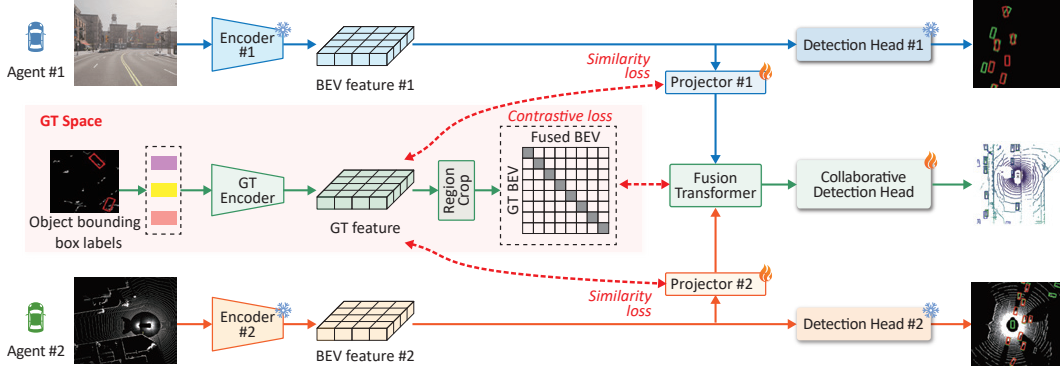 Agent #1
Encoder
#1
BEV feature #1
Similarity
loss
Projector #1
Detection Head #1
GT Space
Contrastive loss
Object bounding
box labels
GT
Encoder
GT feature
Region
Crop
Fused BEV
GT BEV
Fusion
Transformer
Collaborative
Detection Head
Agent #2
Encoder
#2
BEV feature #2
Similarity
loss
Projector #2
Detection Head #2